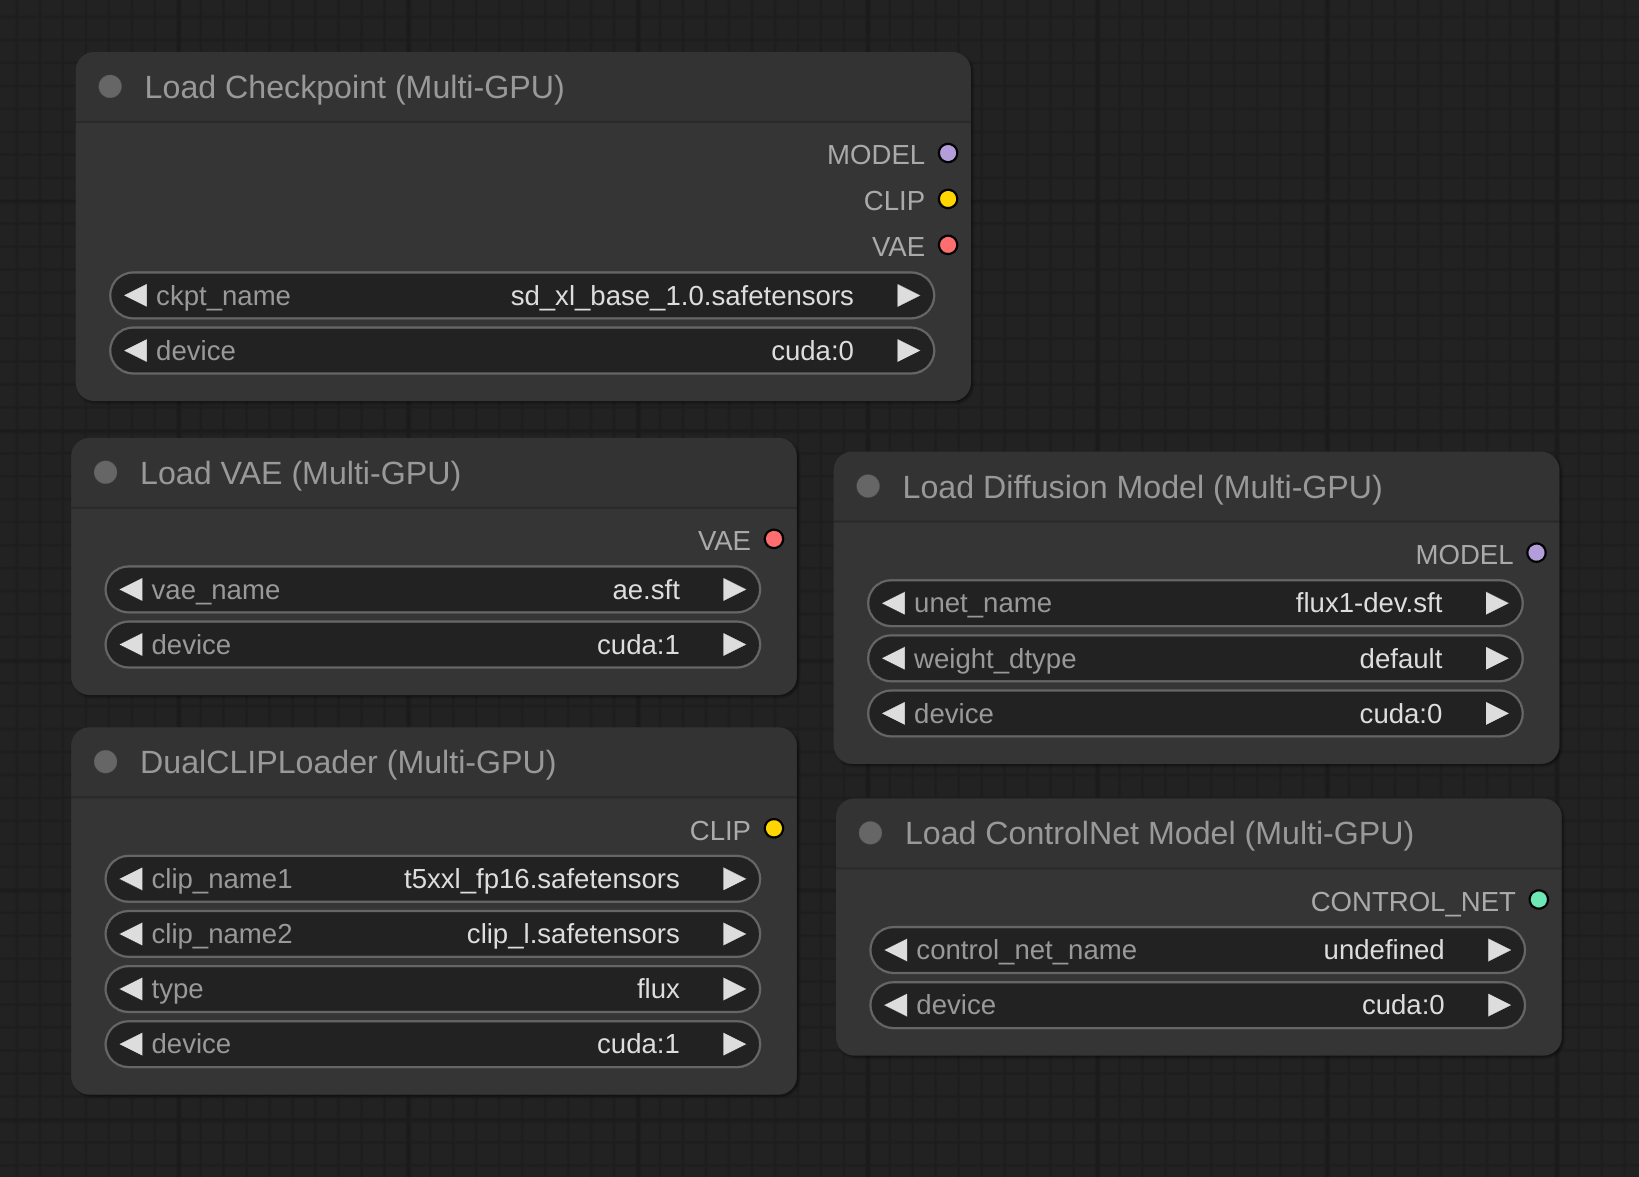 Load Checkpoint (Multi-GPU)
MODEL
CLIP
VAE
ckpt_name sd_xl_base_1.0.safetensors
device cuda:0
Load VAE (Multi-GPU)
VAE
vae_name ae.sft
device cuda:1
Load Diffusion Model (Multi-GPU)
MODEL
unet_name flux1-dev.sft
weight_dtype default
device cuda:0
DualCLIPLoader (Multi-GPU)
CLIP
clip_name1 t5xxl_fp16.safetensors
clip_name2 clip_l.safetensors
type flux
device cuda:1
Load ControlNet Model (Multi-GPU)
CONTROL_NET
control_net_name undefined
device cuda:0